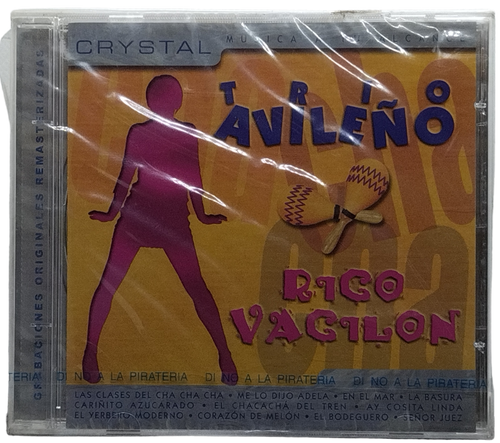 CRYSTAL
MUSICA
TRIO
AVILEÑO
RICO
VACILON
GRABACIONES ORIGINALES REMASTERIZADAS
DI NO A LA PIRATERIA DI NO A LA PIRATERIA DI NO A LA PIRATERIA
LAS CLASES DEL CHA CHA CHA • ME LO DIJO ADELA • EN EL MAR • LA BASURA
CARIÑITO AZUCARADO • EL CHACACHA DEL TREN • AY COSITA LINDA
EL YERBERO MODERNO • CORAZÓN DE MELÓN • EL BODEGUERO • SEÑOR JUEZ